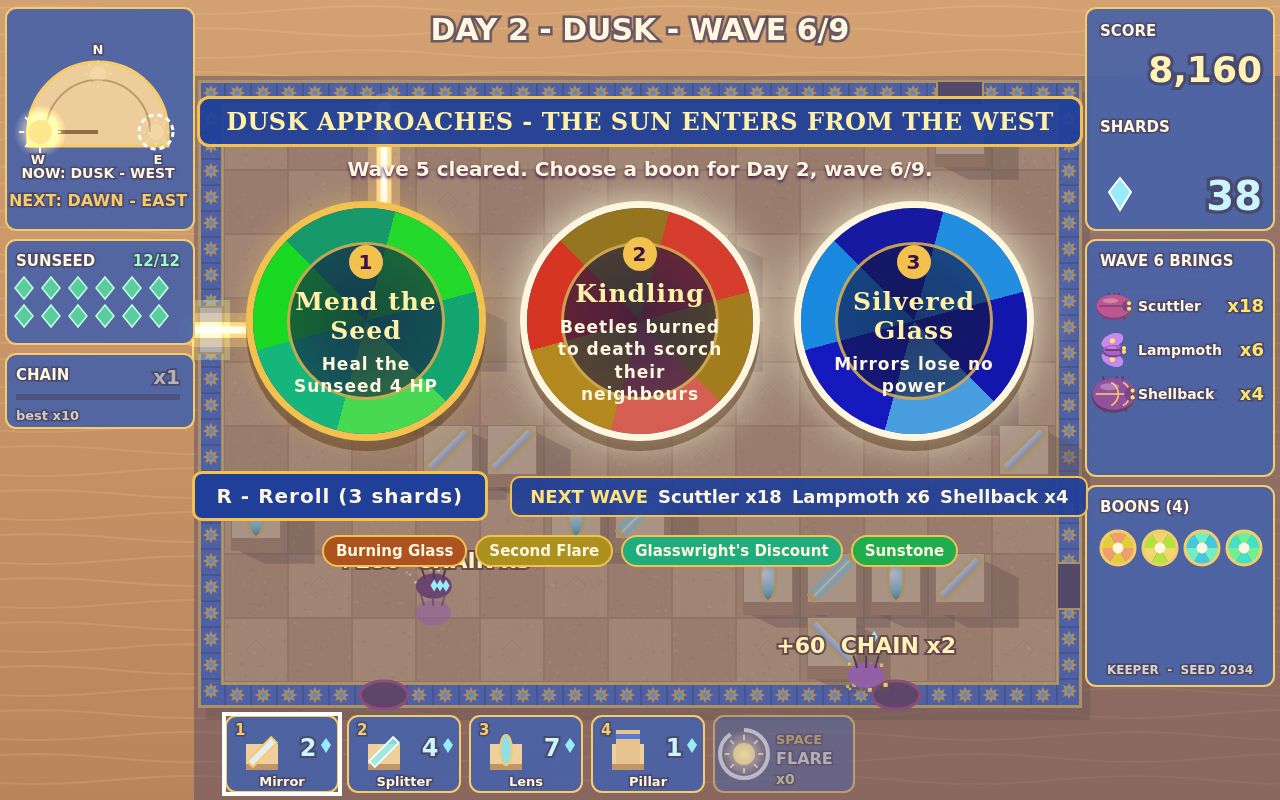 DAY 2 - DUSK - WAVE 6/9
N
W
E
NOW: DUSK - WEST
NEXT: DAWN - EAST
SUNSEED 12/12
CHAIN x1
best x10
DUSK APPROACHES - THE SUN ENTERS FROM THE WEST
Wave 5 cleared. Choose a boon for Day 2, wave 6/9.
1
Mend the
Seed
Heal the
Sunseed 4 HP
2
Kindling
Beetles burned
to death scorch
their
neighbours
3
Silvered
Glass
Mirrors lose no
power
R - Reroll (3 shards)
NEXT WAVE Scuttler x18 Lampmoth x6 Shellback x4
Burning Glass
Second Flare
Glasswright's Discount
Sunstone
+60 CHAIN x2
SCORE
8,160
SHARDS
38
WAVE 6 BRINGS
Scuttler x18
Lampmoth x6
Shellback x4
BOONS (4)
KEEPER - SEED 2034
1
2
Mirror
2
4
Splitter
3
7
Lens
4
1
Pillar
SPACE
FLARE
x0